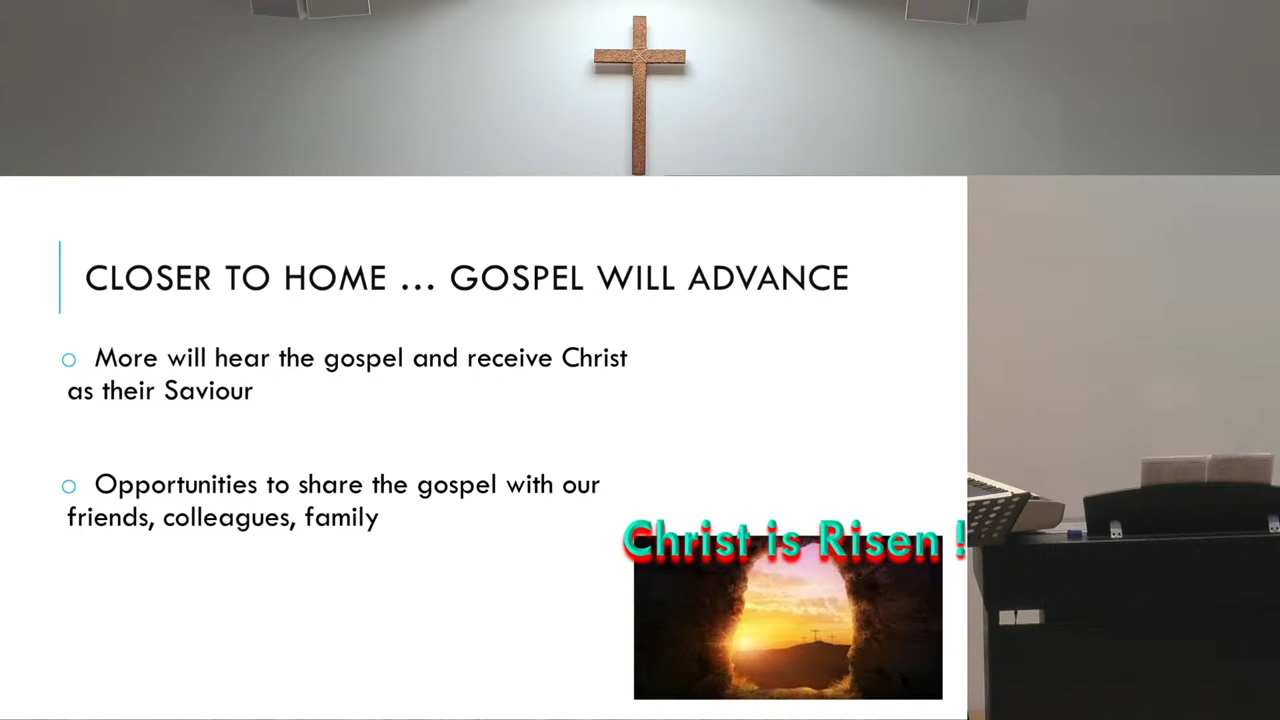 CLOSER TO HOME ... GOSPEL WILL ADVANCE
o More will hear the gospel and receive Christ
as their Saviour
o Opportunities to share the gospel with our
friends, colleagues, family
Christ is Risen !